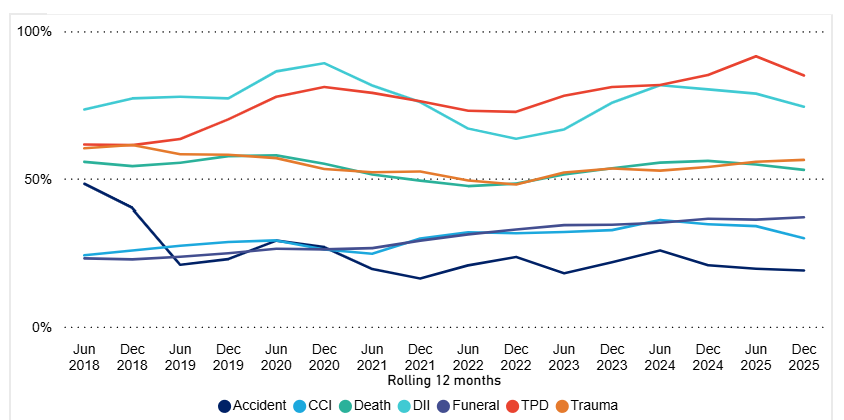 100%
50%
0%
Jun Dec Jun Dec Jun Dec Jun Dec Jun Dec Jun Dec Jun Dec Jun Dec
2018 2018 2019 2019 2020 2020 2021 2021 2022 2022 2023 2023 2024 2024 2025 2025
Rolling 12 months
Accident CCI Death DII Funeral TPD Trauma